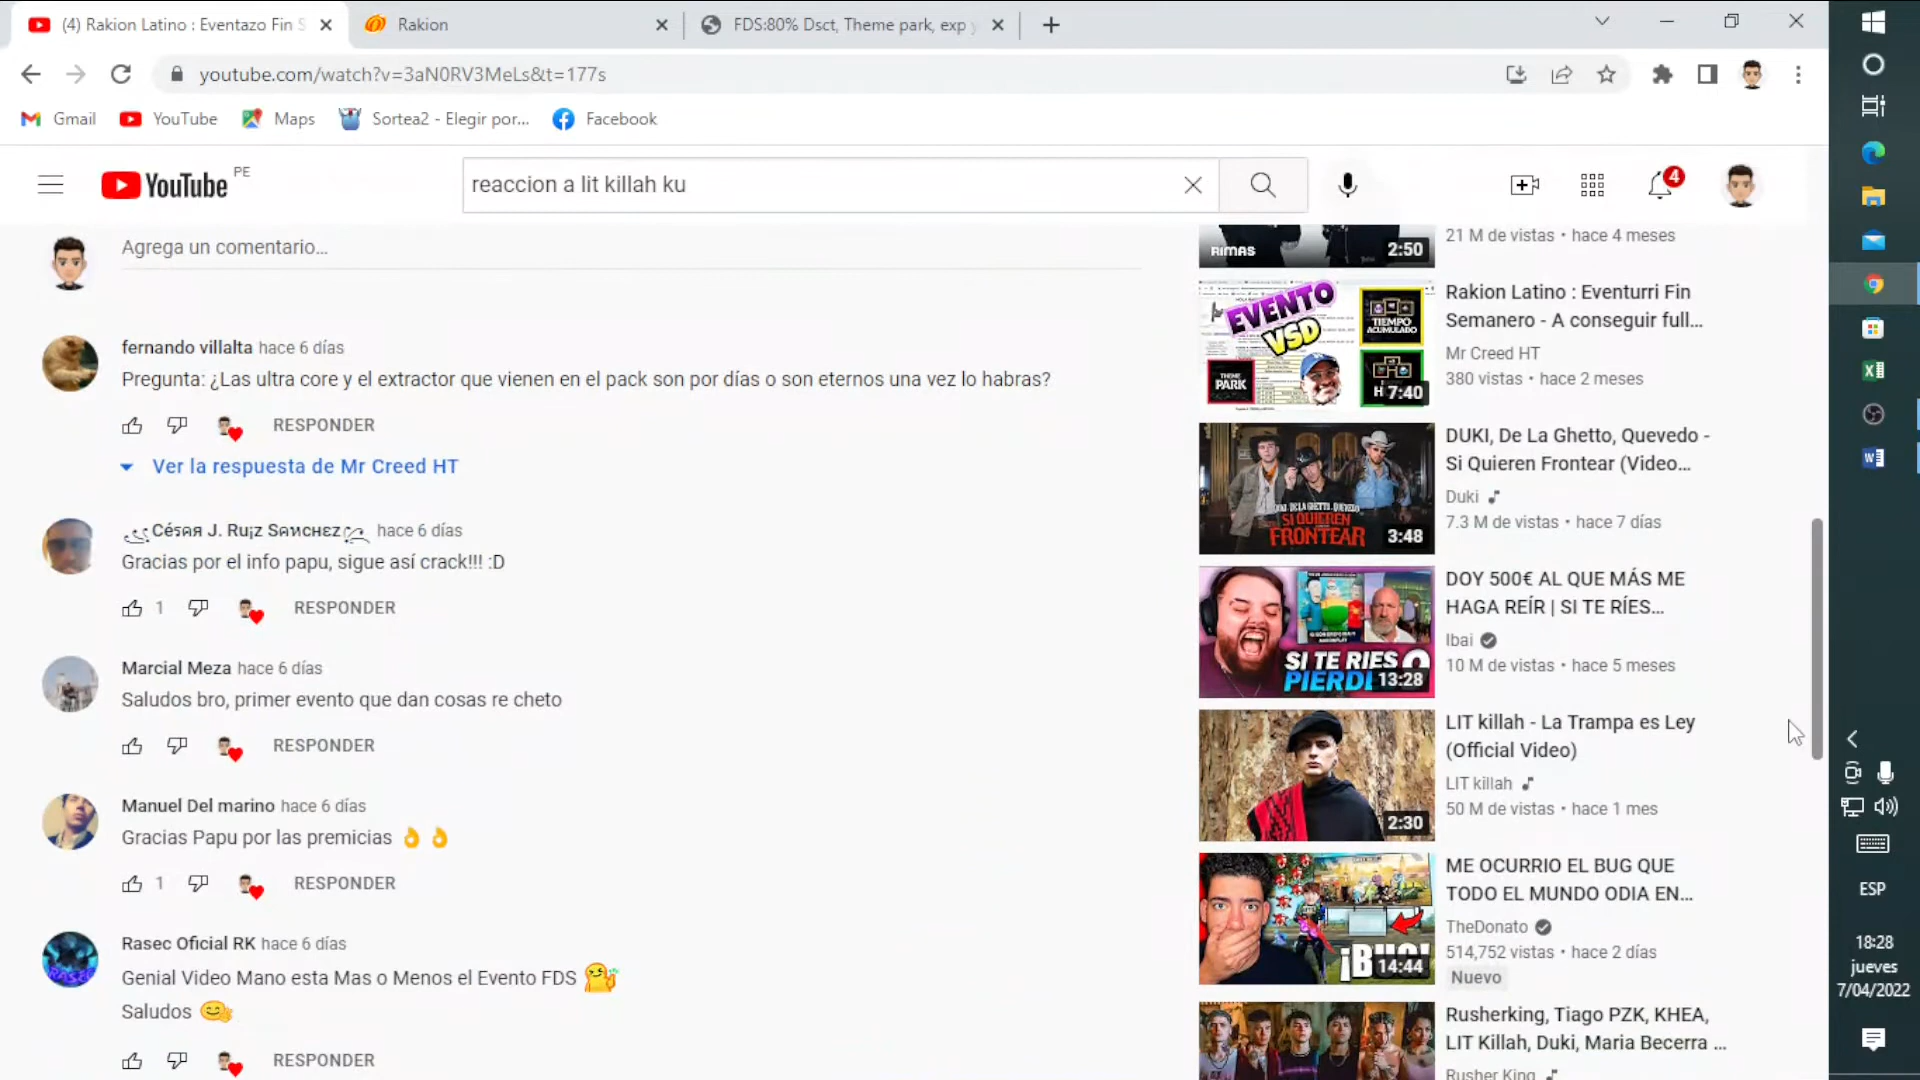 (4) Rakion Latino : Eventazo Fin S
Rakion
FDS:80% Dsct, Theme park, exp y
youtube.com/watch?v=3aN0RV3MeLs&t=177s
Gmail
YouTube
Maps
Sortea2 - Elegir por...
Facebook
YouTube PE
reaccion a lit killah ku
4
Agrega un comentario...
fernando villalta hace 6 días
Pregunta: ¿Las ultra core y el extractor que vienen en el pack son por días o son eternos una vez lo habras?
RESPONDER
Ver la respuesta de Mr Creed HT
hace 6 días
Gracias por el info papu, sigue así crack!!! :D
1 RESPONDER
Marcial Meza hace 6 días
Saludos bro, primer evento que dan cosas re cheto
RESPONDER
Manuel Del marino hace 6 días
Gracias Papu por las premicias 👌 👌
1 RESPONDER
Rasec Oficial RK hace 6 días
Genial Video Mano esta Mas o Menos el Evento FDS
Saludos
RESPONDER
RIMAS
2:50
21 M de vistas • hace 4 meses
EVENTO
VSD
TIEMPO
ACUMULADO
THEME
PARK
7:40
Rakion Latino : Eventurri Fin
Semanero - A conseguir full...
Mr Creed HT
380 vistas • hace 2 meses
DUKI, DE LA GHETTO, QUEVEDO
SI QUIEREN
FRONTEAR
3:48
DUKI, De La Ghetto, Quevedo -
Si Quieren Frontear (Video...
Duki
7.3 M de vistas • hace 7 días
SI TE RIES
PIERDE
13:28
DOY 500€ AL QUE MÁS ME
HAGA REÍR | SI TE RÍES...
Ibai
10 M de vistas • hace 5 meses
2:30
LIT killah - La Trampa es Ley
(Official Video)
LIT killah
50 M de vistas • hace 1 mes
¡BUG!
14:44
ME OCURRIO EL BUG QUE
TODO EL MUNDO ODIA EN...
TheDonato
514,752 vistas • hace 2 días
Nuevo
Rusherking, Tiago PZK, KHEA,
LIT Killah, Duki, Maria Becerra ...
Rusher King
ESP
18:28
jueves
7/04/2022